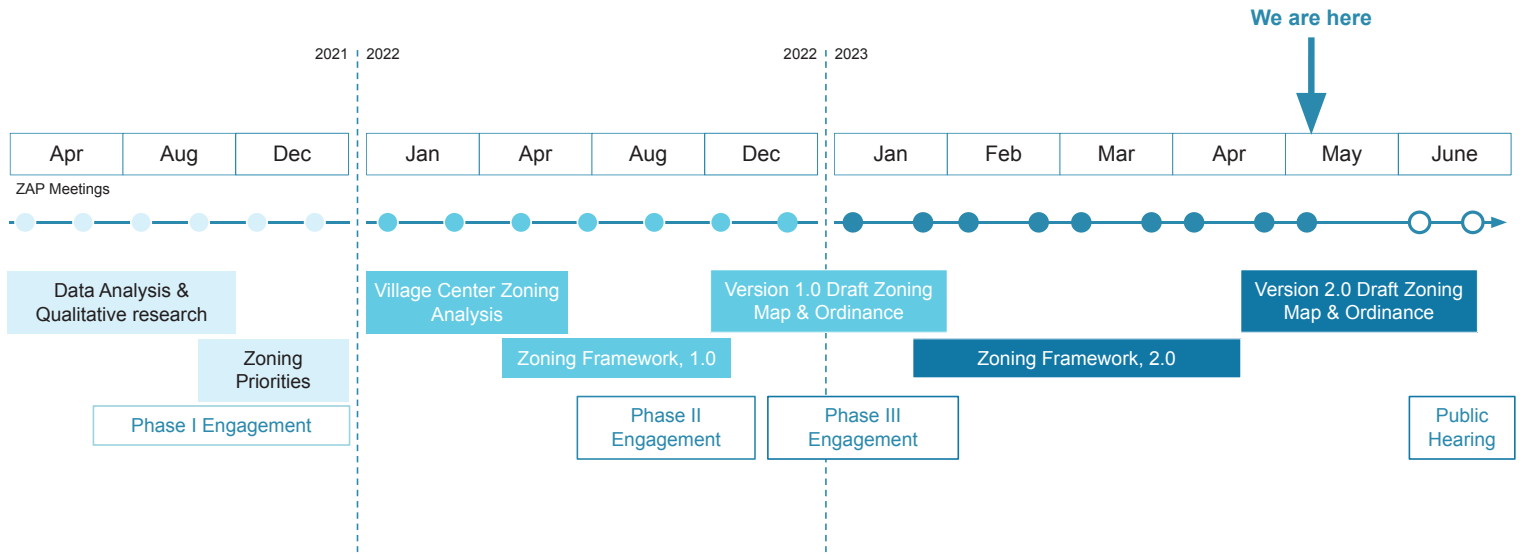 We are here
2021
2022
2022
2023
Apr
Aug
Dec
Jan
Apr
Aug
Dec
Jan
Feb
Mar
Apr
May
June
ZAP Meetings
Data Analysis &
Qualitative research
Village Center Zoning
Analysis
Version 1.0 Draft Zoning
Map & Ordinance
Version 2.0 Draft Zoning
Map & Ordinance
Zoning
Priorities
Zoning Framework, 1.0
Zoning Framework, 2.0
Phase I Engagement
Phase II
Engagement
Phase III
Engagement
Public
Hearing